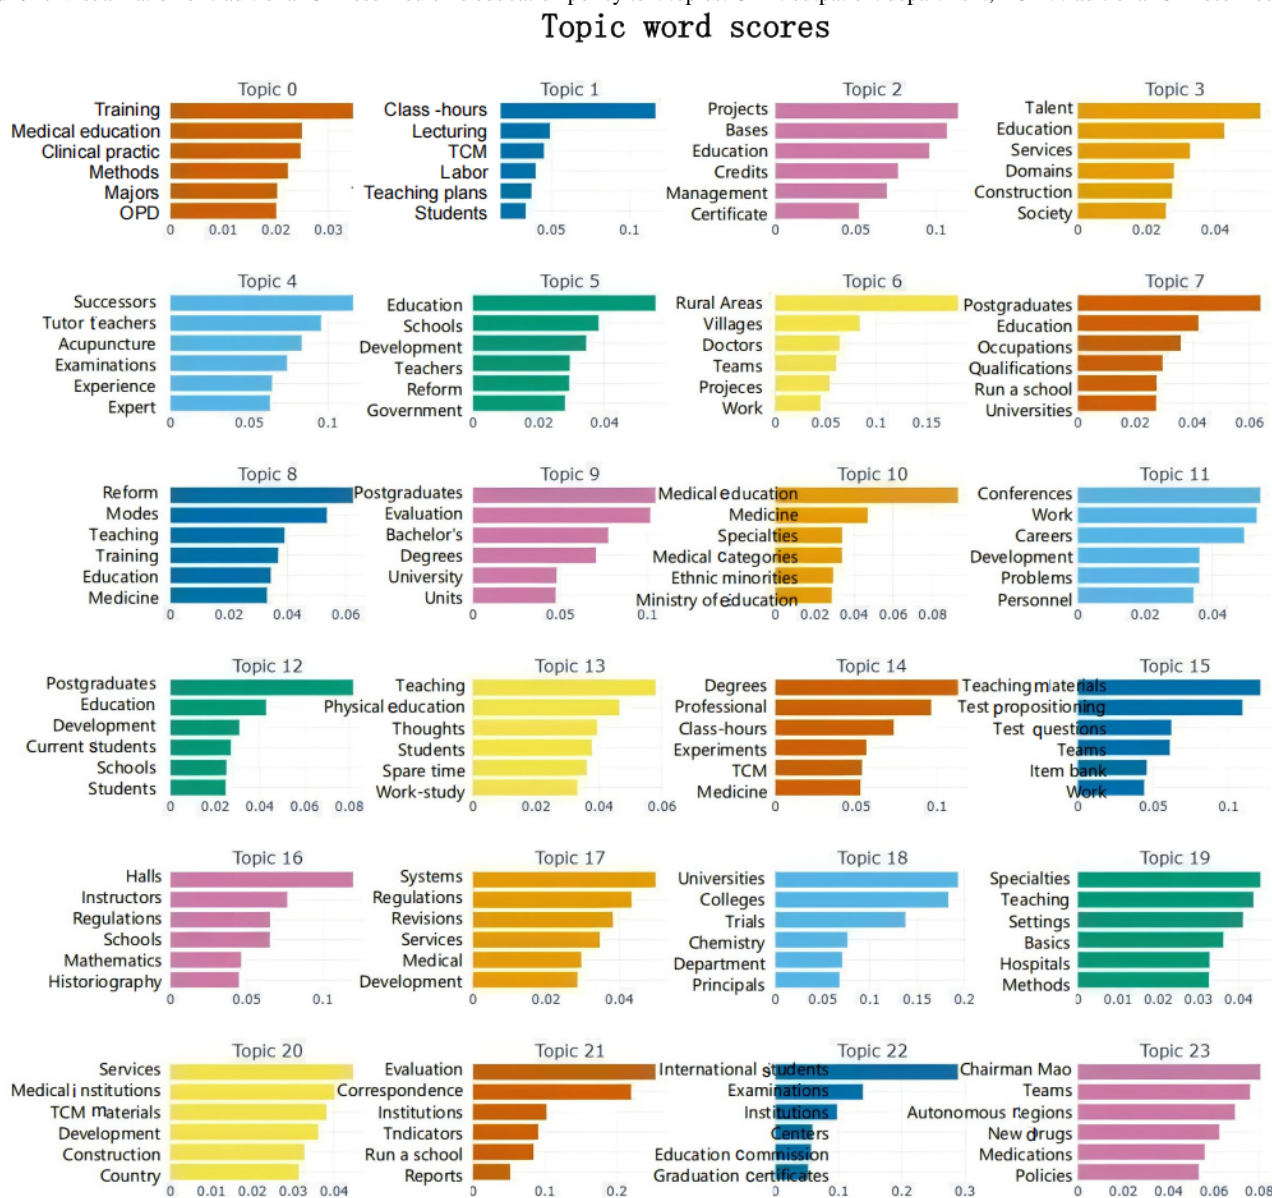 Topic word scores
Topic 0
Training
Medical education
Clinical practic
Methods
Majors
OPD
0 0.01 0.02 0.03
Topic 1
Class -hours
Lecturing
TCM
Labor
Teaching plans
Students
0.05 0.1
Topic 2
Projects
Bases
Education
Credits
Management
Certificate
0 0.05 0.1
Topic 3
Talent
Education
Services
Domains
Construction
Society
0 0.02 0.04
Topic 4
Successors
Tutor teachers
Acupuncture
Examinations
Experience
Expert
0 0.05 0.1
Topic 5
Education
Schools
Development
Teachers
Reform
Government
0 0.02 0.04
Topic 6
Rural Areas
Villages
Doctors
Teams
Projeces
Work
0 0.05 0.1 0.15
Topic 7
Postgraduates
Education
Occupations
Qualifications
Run a school
Universities
0 0.02 0.04 0.06
Topic 8
Reform
Modes
Teaching
Training
Education
Medicine
0 0.02 0.04 0.06
Topic 9
Postgraduates
Evaluation
Bachelor's
Degrees
University
Units
0 0.05 0.1
Topic 10
Medical education
Medicine
Specialties
Medical Categories
Ethnic minorities
Ministry of education
0 0.02 0.04 0.06 0.08
Topic 11
Conferences
Work
Careers
Development
Problems
Personnel
0 0.02 0.04
Topic 12
Postgraduates
Education
Development
Current students
Schools
Students
0 0.02 0.04 0.06 0.08
Topic 13
Teaching
Physical education
Thoughts
Students
Spare time
Work-study
0 0.02 0.04 0.06
Topic 14
Degrees
Professional
Class-hours
Experiments
TCM
Medicine
0 0.05 0.1
Topic 15
Teaching materials
Test propositioning
Test questions
Teams
Item bank
Work
0 0.05 0.1
Topic 16
Halls
Instructors
Regulations
Schools
Mathematics
Historiography
0 0.05 0.1
Topic 17
Systems
Regulations
Revisions
Services
Medical
Development
0 0.02 0.04
Topic 18
Universities
Colleges
Trials
Chemistry
Department
Principals
0 0.05 0.1 0.15 0.2
Topic 19
Specialties
Teaching
Settings
Basics
Hospitals
Methods
0 0.01 0.02 0.03 0.04
Topic 20
Services
Medical institutions
TCM materials
Development
Construction
Country
0 0.01 0.02 0.03 0.04
Topic 21
Evaluation
Correspondence
Institutions
Tndicators
Run a school
Reports
0 0.1 0.2
Topic 22
International students
Examinations
Institutions
Centers
Education Commission
Graduation certificates
0 0.1 0.2 0.3
Topic 23
Chairman Mao
Teams
Autonomous regions
New drugs
Medications
Policies
0 0.02 0.04 0.06 0.08